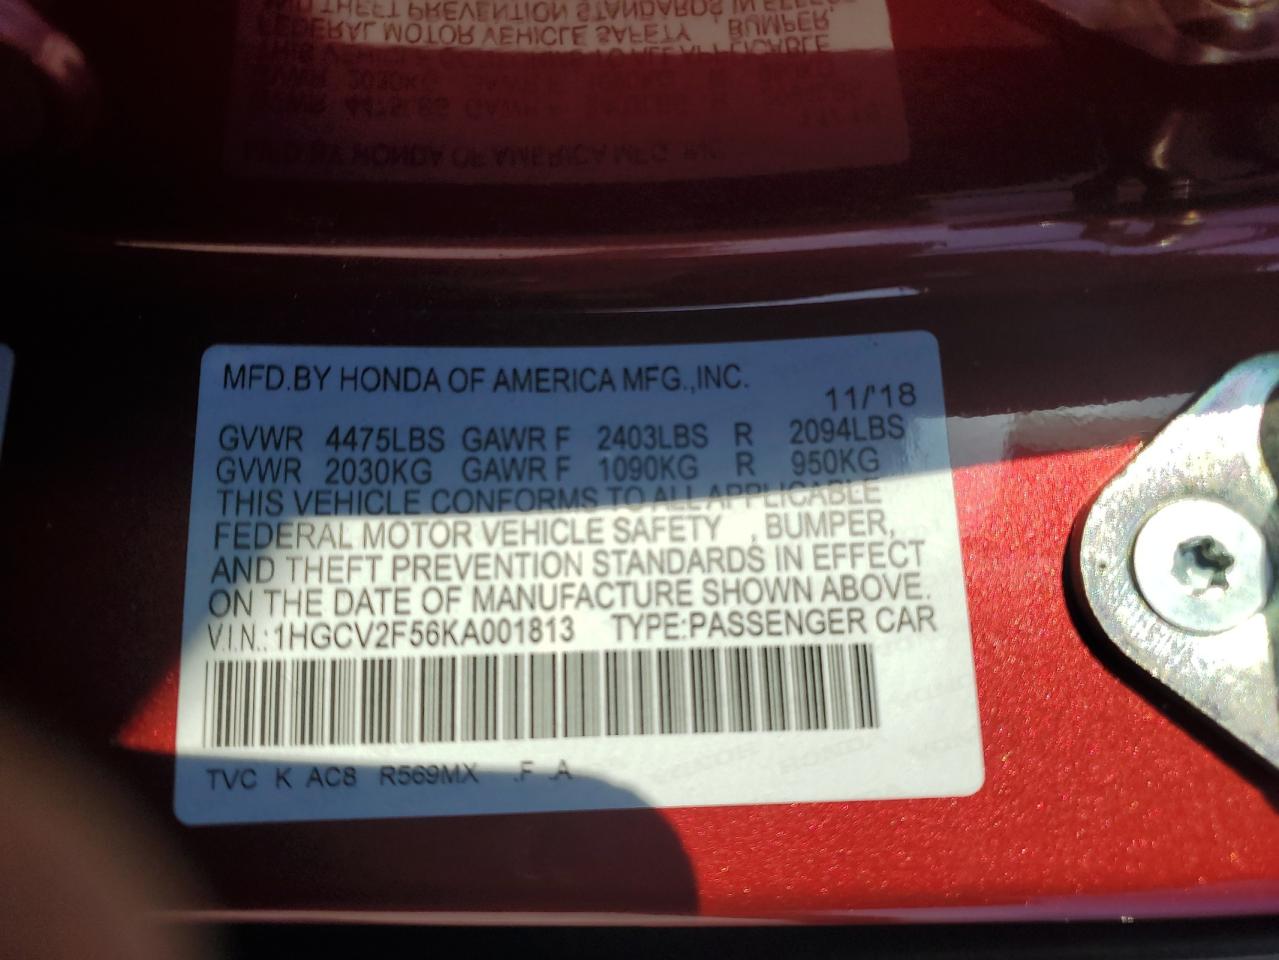 MFD.BY HONDA OF AMERICA MFG.,INC.
11/'18
GVWR 4475LBS GAWR F 2403LBS R 2094LBS
GVWR 2030KG GAWR F 1090KG R 950KG
THIS VEHICLE CONFORMS TO ALL APPLICABLE
FEDERAL MOTOR VEHICLE SAFETY , BUMPER,
AND THEFT PREVENTION STANDARDS IN EFFECT
ON THE DATE OF MANUFACTURE SHOWN ABOVE.
V.I.N.:1HGCV2F56KA001813 TYPE:PASSENGER CAR
TVC K AC8 R569MX .F .A